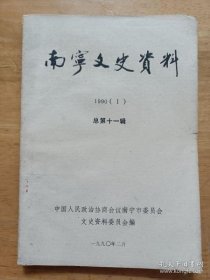 南寧文史資料
1990(1)
总第十一辑
中国人民政治协商会议南宁市委员会
文史资料委员会编
一九九〇年二月